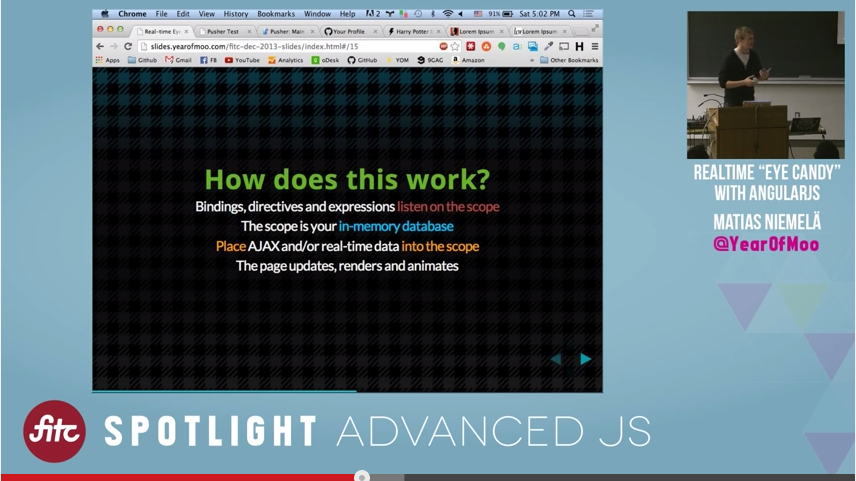 Chrome File Edit View History Bookmarks Window Help 2 91% Sat 5:02 PM
Real-time Ey Pusher Test Pusher: Main Your Profile Harry Potter Lorem Ipsum Lorem Ipsum
slides.yearofmoo.com/fitc-dec-2013-slides/index.html#/15
Apps Github Gmail FB YouTube Analytics oDesk GitHub YOM 9GAG Amazon Other Bookmarks
How does this work?
Bindings, directives and expressions listen on the scope
The scope is your in-memory database
Place AJAX and/or real-time data into the scope
The page updates, renders and animates
REALTIME “EYE CANDY”
WITH ANGULARJS
MATIAS NIEMELÄ
@YearOfMoo
fitc SPOTLIGHT ADVANCED JS